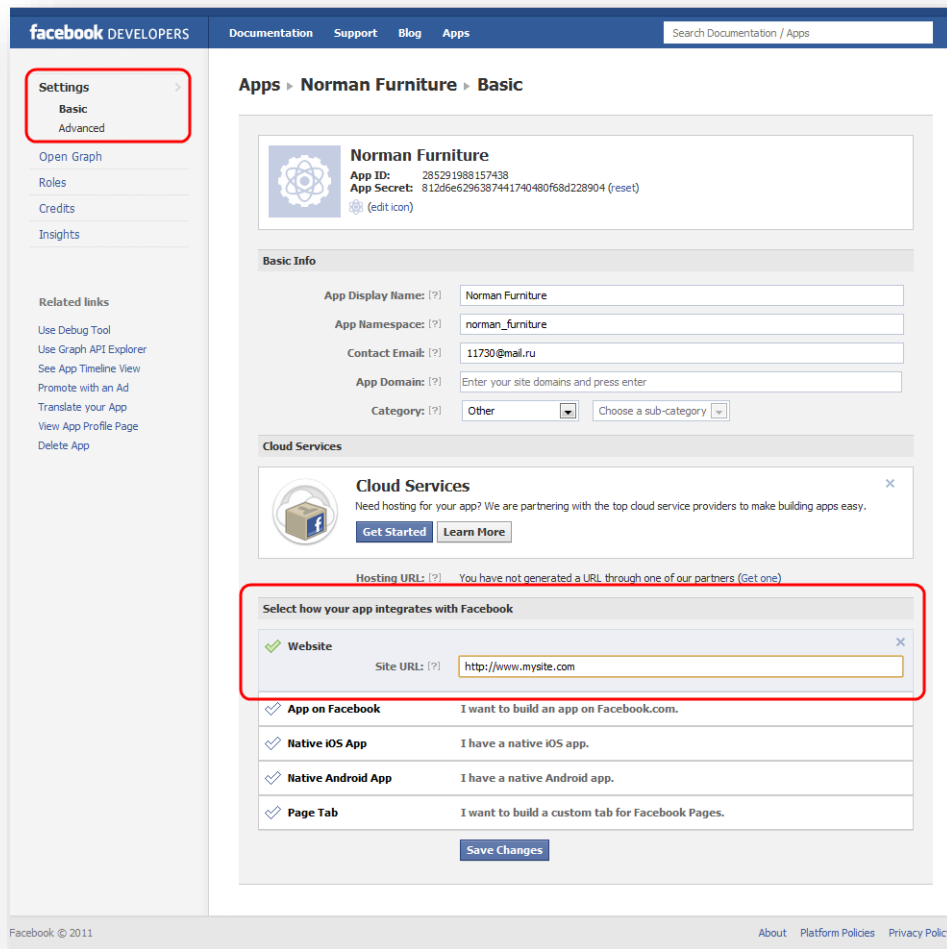 facebook DEVELOPERS
Documentation Support Blog Apps
Search Documentation / Apps
Settings
Basic
Advanced
Open Graph
Roles
Credits
Insights
Related links
Use Debug Tool
Use Graph API Explorer
See App Timeline View
Promote with an Ad
Translate your App
View App Profile Page
Delete App
Apps ▸ Norman Furniture ▸ Basic
Norman Furniture
App ID: 285291988157438
App Secret: 812d6e6296387441740480f68d228904 (reset)
(edit icon)
Basic Info
App Display Name: [?] Norman Furniture
App Namespace: [?] norman_furniture
Contact Email: [?] 11730@mail.ru
App Domain: [?] Enter your site domains and press enter
Category: [?] Other Choose a sub-category
Cloud Services
Cloud Services
Need hosting for your app? We are partnering with the top cloud service providers to make building apps easy.
Get Started Learn More
Hosting URL: [?] You have not generated a URL through one of our partners (Get one)
Select how your app integrates with Facebook
Website
Site URL: [?] http://www.mysite.com
App on Facebook I want to build an app on Facebook.com.
Native iOS App I have a native iOS app.
Native Android App I have a native Android app.
Page Tab I want to build a custom tab for Facebook Pages.
Save Changes
Facebook © 2011
About Platform Policies Privacy Polic